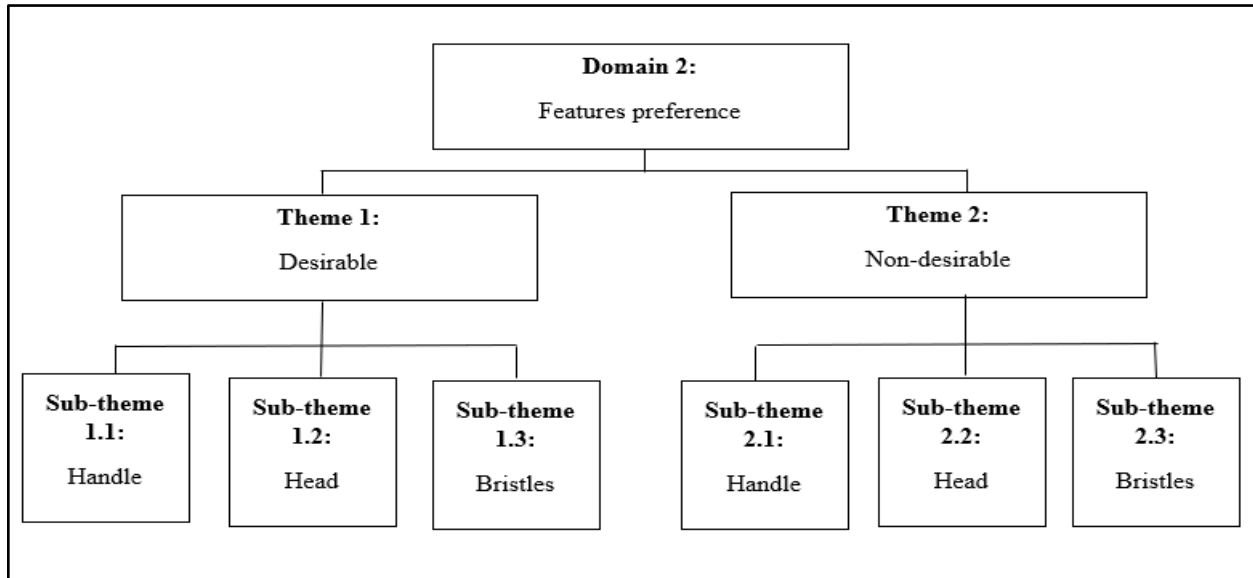 Domain 2:
Features preference
Theme 1:
Desirable
Theme 2:
Non-desirable
Sub-theme
1.1:
Handle
Sub-theme
1.2:
Head
Sub-theme
1.3:
Bristles
Sub-theme
2.1:
Handle
Sub-theme
2.2:
Head
Sub-theme
2.3:
Bristles